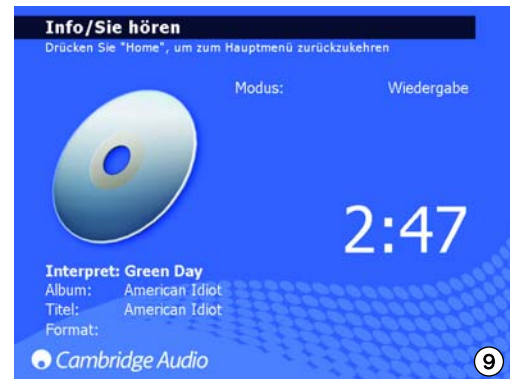 Info/Sie hören
Drücken Sie "Home", um zum Hauptmenü zurückzukehren
Modus: Wiedergabe
2:47
Interpret: Green Day
Album: American Idiot
Titel: American Idiot
Format:
Cambridge Audio
9